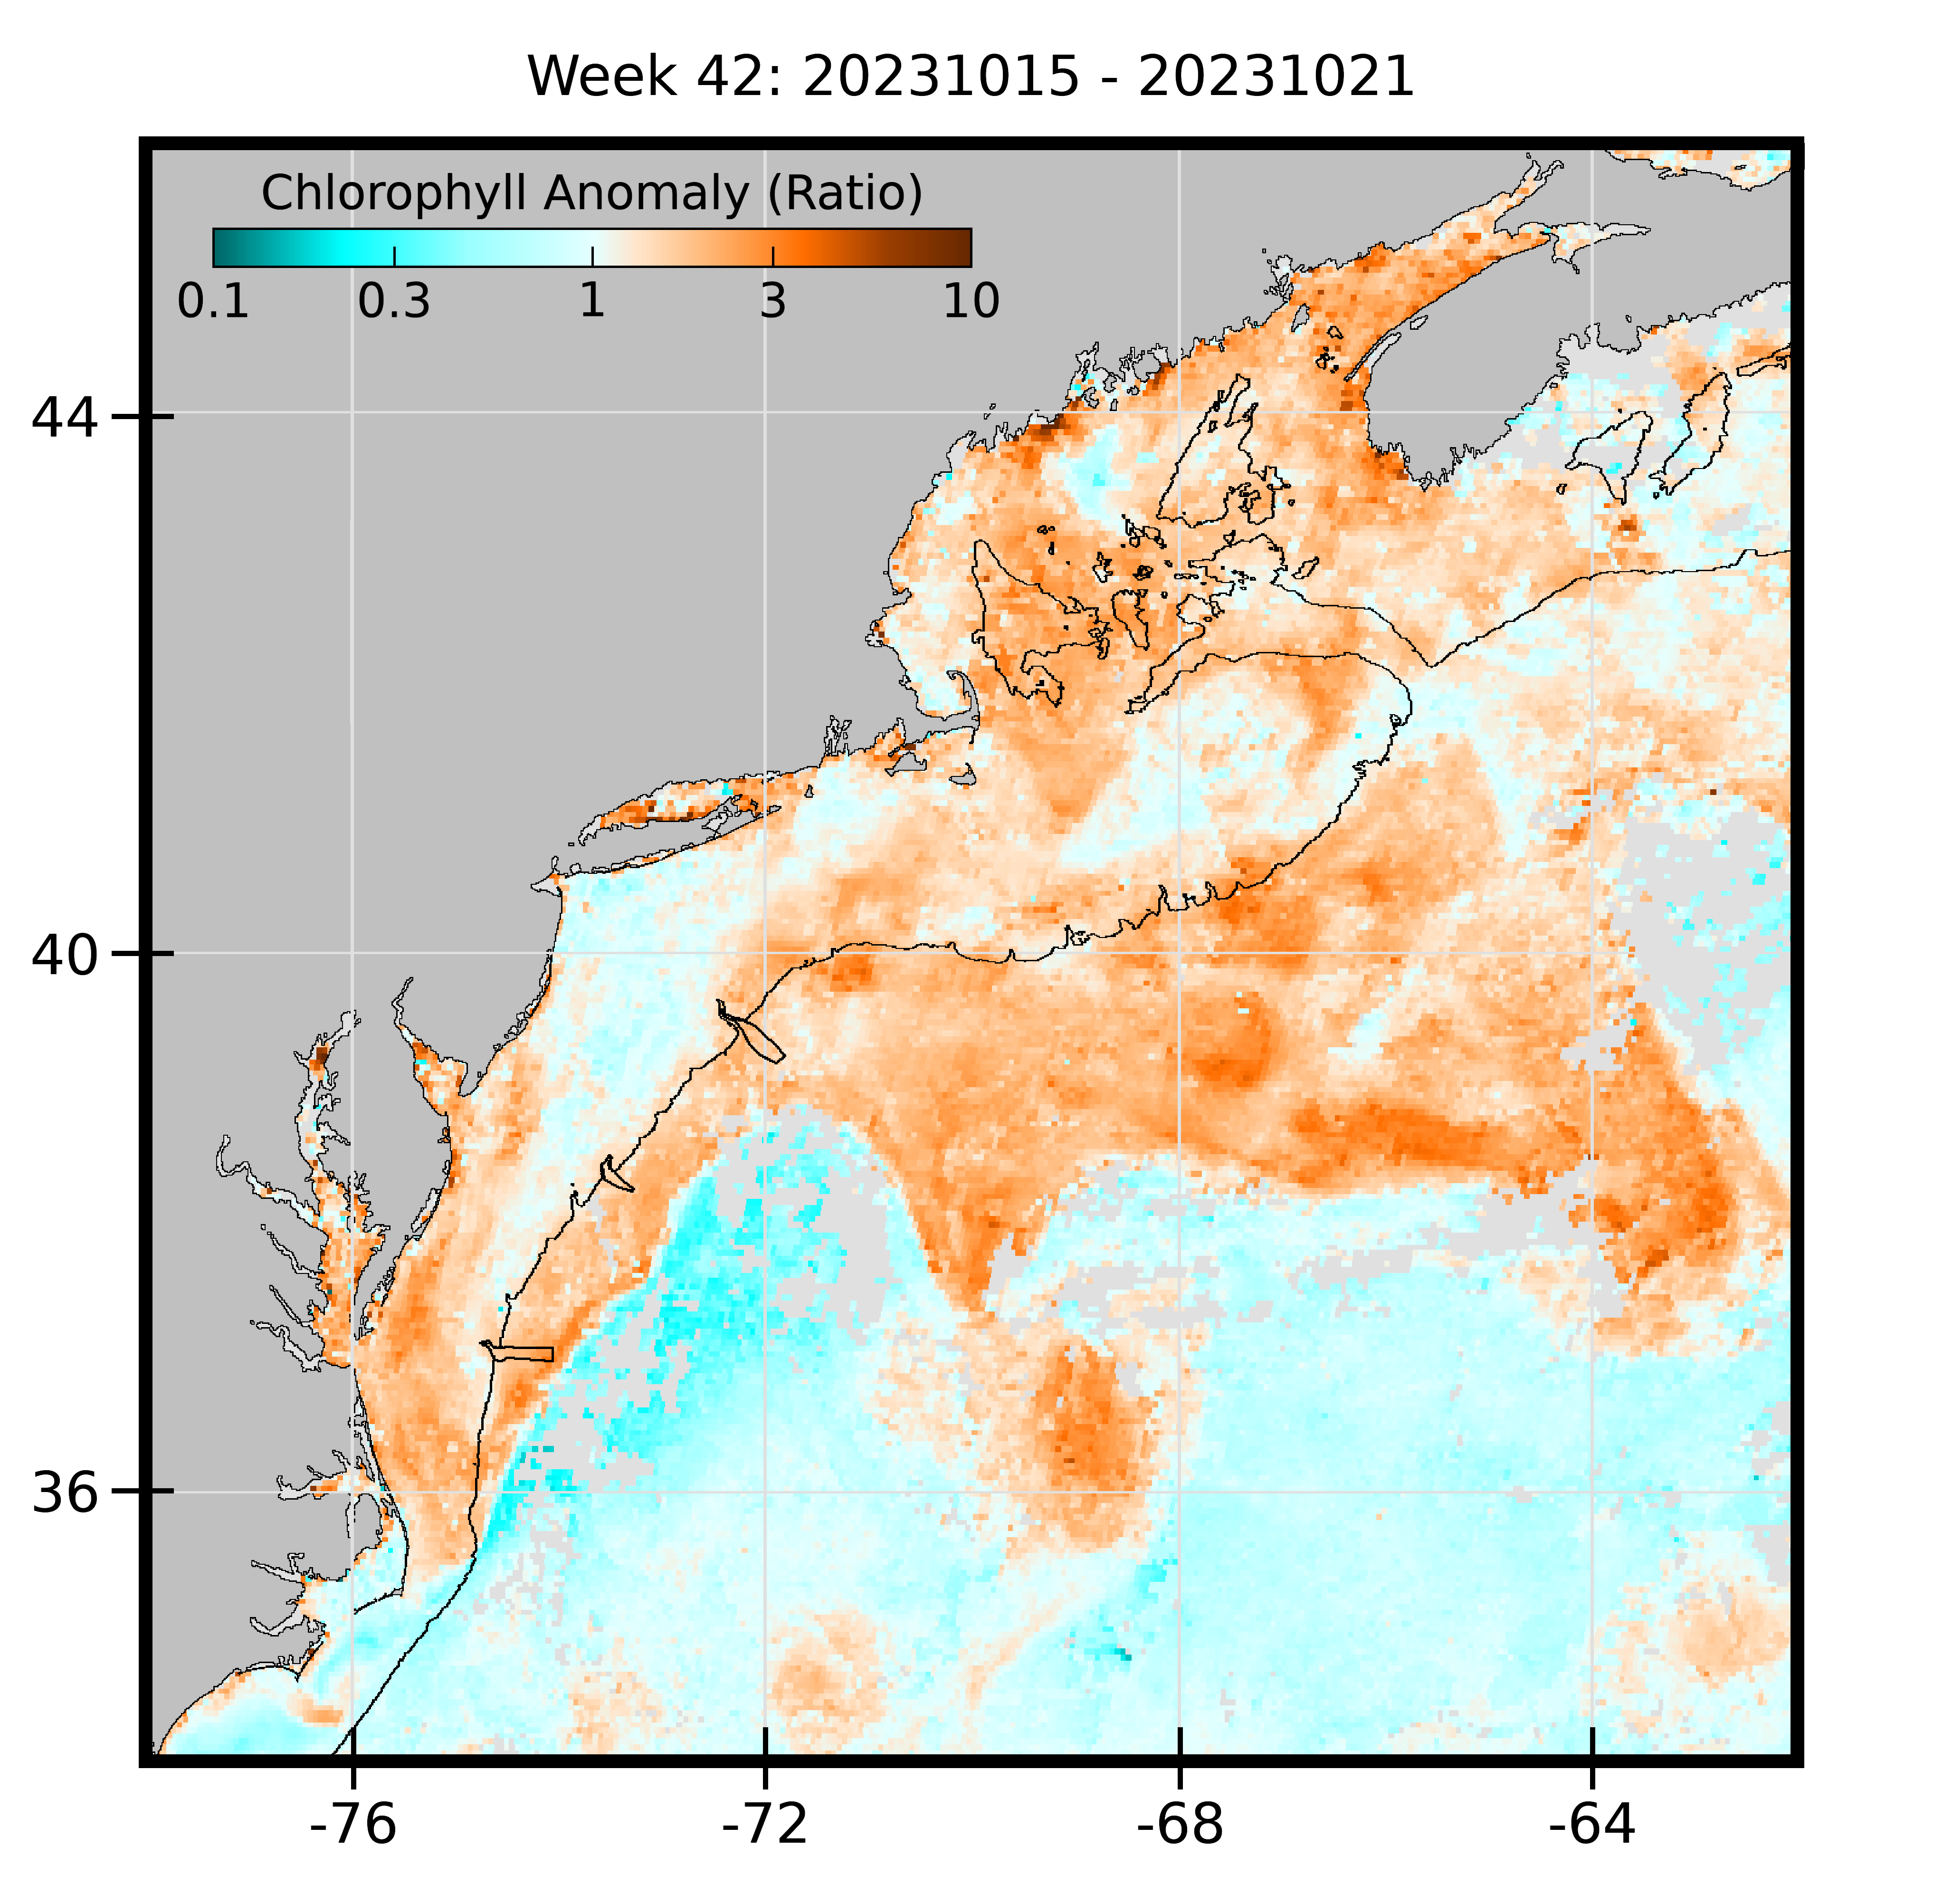 Week 42: 20231015 - 20231021
Chlorophyll Anomaly (Ratio)
0.1 0.3 1 3 10
44
40
36
-76 -72 -68 -64